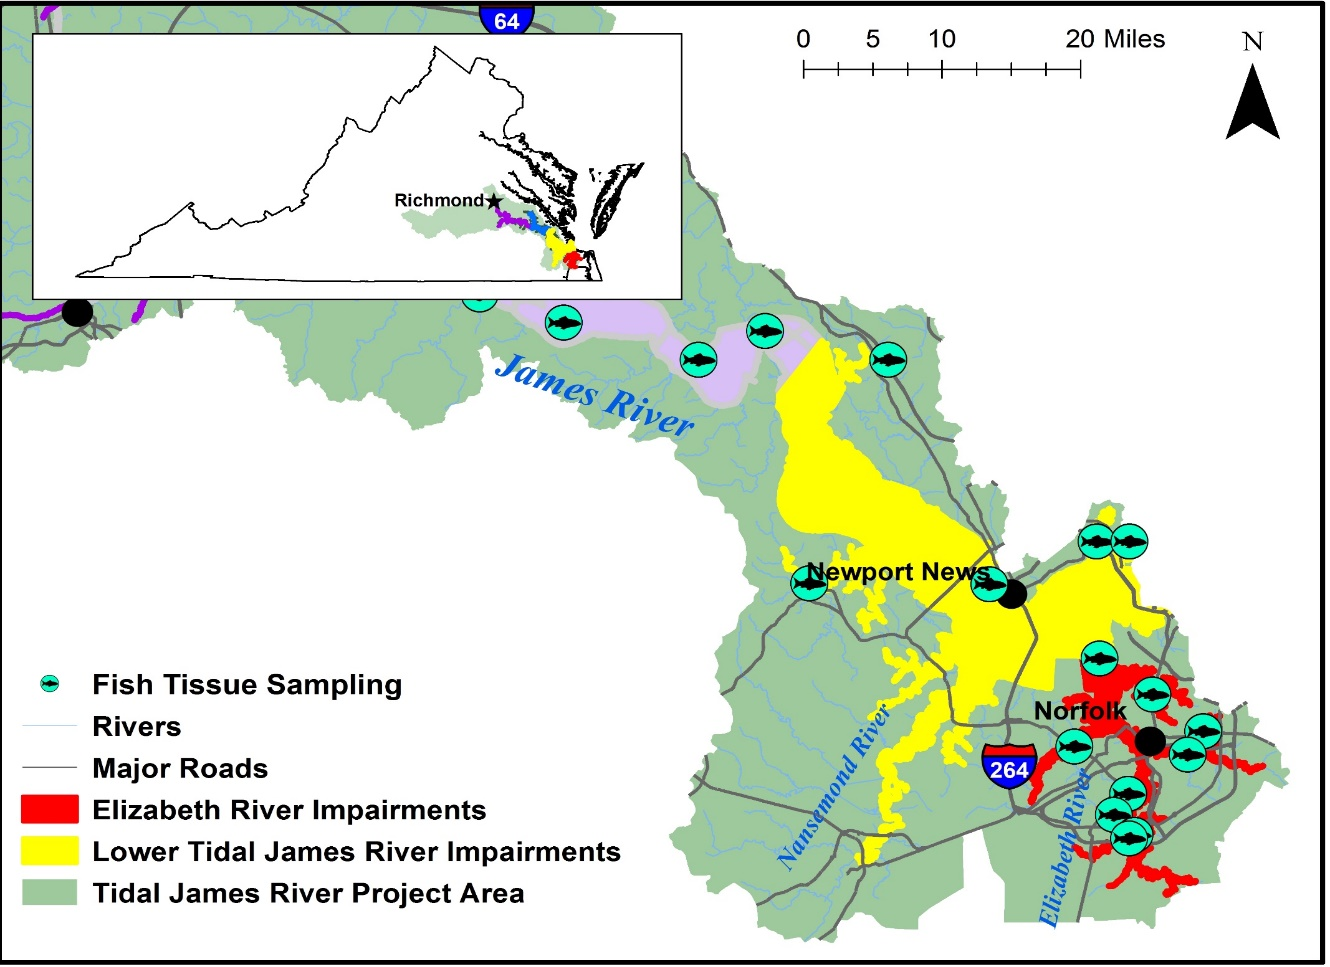 64
0 5 10 20 Miles
N
Richmond
James River
Newport News
Norfolk
264
Nansemond River
Elizabeth River
Fish Tissue Sampling
Rivers
Major Roads
Elizabeth River Impairments
Lower Tidal James River Impairments
Tidal James River Project Area